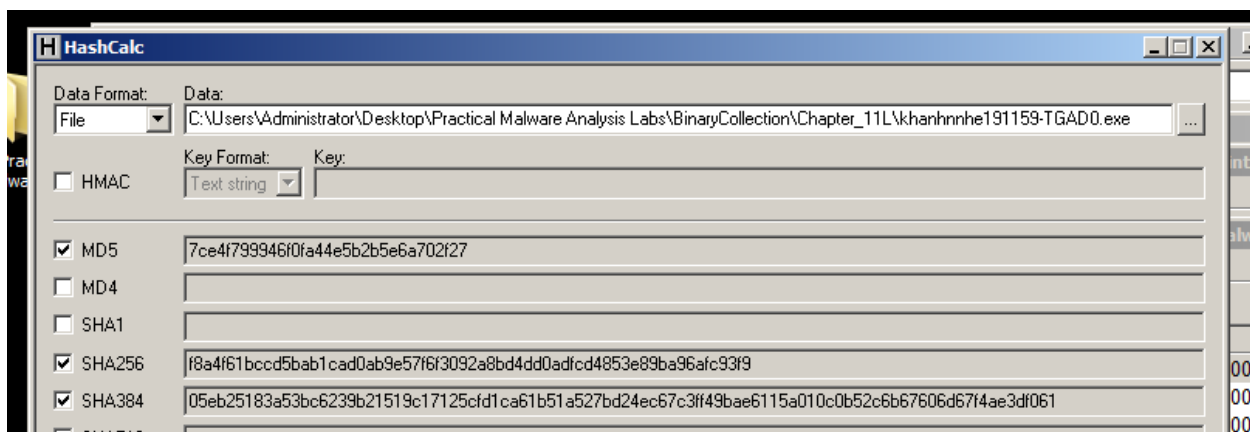 HashCalc
Data Format: Data:
File C:\Users\Administrator\Desktop\Practical Malware Analysis Labs\BinaryCollection\Chapter_11L\khanhnnhe191159-TGAD0.exe ...
Key Format: Key:
HMAC Text string
MD5 7ce4f799946f0fa44e5b2b5e6a702f27
MD4
SHA1
SHA256 f8a4f61bccd5bab1cad0ab9e57f6f3092a8bd4dd0adfcd4853e89ba96afc93f9
SHA384 05eb25183a53bc6239b21519c17125cfd1ca61b51a527bd24ec67c3ff49bae6115a010c0b52c6b67606d67f4ae3df061